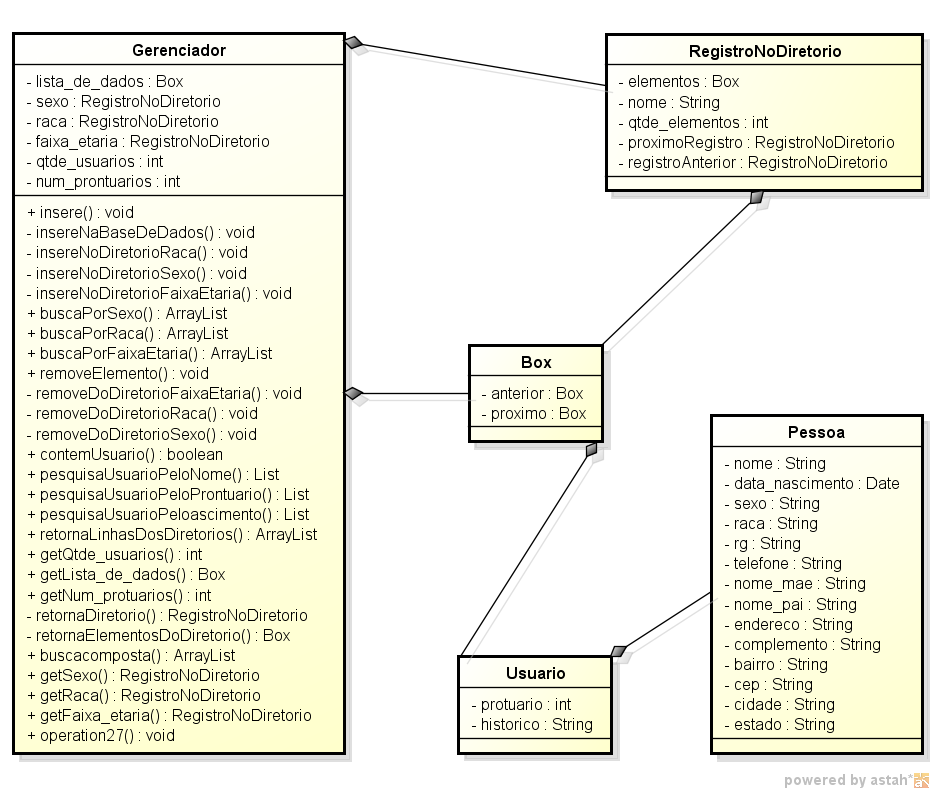 Gerenciador
- lista_de_dados : Box
- sexo : RegistroNoDiretorio
- raca : RegistroNoDiretorio
- faixa_etaria : RegistroNoDiretorio
- qtde_usuarios : int
- num_prontuarios : int
+ insere() : void
- insereNaBaseDeDados() : void
- insereNoDiretorioRaca() : void
- insereNoDiretorioSexo() : void
- insereNoDiretorioFaixaEtaria() : void
+ buscaPorSexo() : ArrayList
+ buscaPorRaca() : ArrayList
+ buscaPorFaixaEtaria() : ArrayList
+ removeElemento() : void
- removeDoDiretorioFaixaEtaria() : void
- removeDoDiretorioRaca() : void
- removeDoDiretorioSexo() : void
+ contemUsuario() : boolean
+ pesquisaUsuarioPeloNome() : List
+ pesquisaUsuarioPeloProntuario() : List
+ pesquisaUsuarioPeloascimento() : List
+ retornaLinhasDosDiretorios() : ArrayList
+ getQtde_usuarios() : int
+ getLista_de_dados() : Box
+ getNum_protuarios() : int
- retornaDiretorio() : RegistroNoDiretorio
- retornaElementosDoDiretorio() : Box
+ buscacomposta() : ArrayList
+ getSexo() : RegistroNoDiretorio
+ getRaca() : RegistroNoDiretorio
+ getFaixa_etaria() : RegistroNoDiretorio
+ operation27() : void
RegistroNoDiretorio
- elementos : Box
- nome : String
- qtde_elementos : int
- proximoRegistro : RegistroNoDiretorio
- registroAnterior : RegistroNoDiretorio
Box
- anterior : Box
- proximo : Box
Pessoa
- nome : String
- data_nascimento : Date
- sexo : String
- raca : String
- rg : String
- telefone : String
- nome_mae : String
- nome_pai : String
- endereco : String
- complemento : String
- bairro : String
- cep : String
- cidade : String
- estado : String
Usuario
- protuario : int
- historico : String
powered by astah*